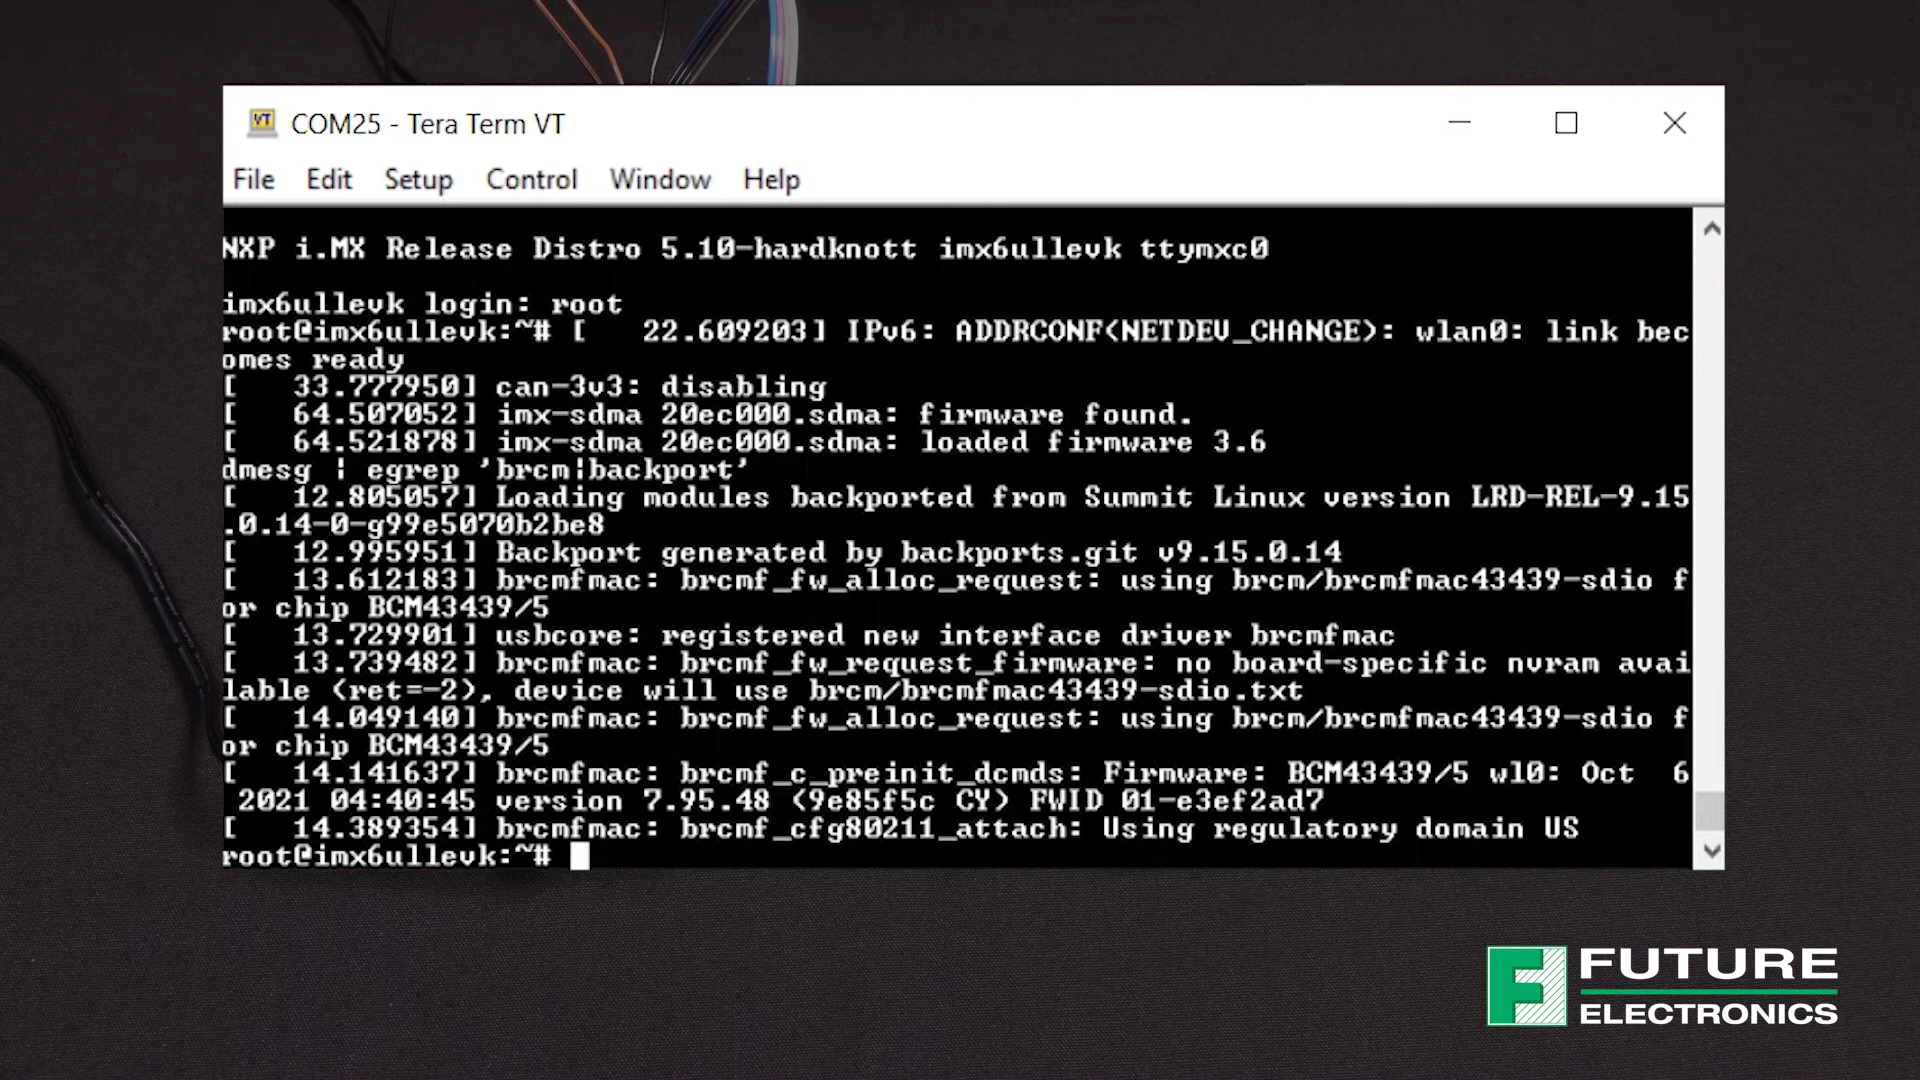 VT COM25 - Tera Term VT
File Edit Setup Control Window Help
NXP i.MX Release Distro 5.10-hardknott imx6ullevk ttymxc0
imx6ullevk login: root
root@imx6ullevk:~# [   22.609203] IPv6: ADDRCONF(NETDEV_CHANGE): wlan0: link bec
omes ready
[   33.777950] can-3v3: disabling
[   64.507052] imx-sdma 20ec000.sdma: firmware found.
[   64.521878] imx-sdma 20ec000.sdma: loaded firmware 3.6
dmesg | egrep 'brcm|backport'
[   12.805057] Loading modules backported from Summit Linux version LRD-REL-9.15
.0.14-0-g99e5070b2be8
[   12.995951] Backport generated by backports.git v9.15.0.14
[   13.612183] brcmfmac: brcmf_fw_alloc_request: using brcm/brcmfmac43439-sdio f
or chip BCM43439/5
[   13.729901] usbcore: registered new interface driver brcmfmac
[   13.739482] brcmfmac: brcmf_fw_request_firmware: no board-specific nvram avai
lable (ret=-2), device will use brcm/brcmfmac43439-sdio.txt
[   14.049140] brcmfmac: brcmf_fw_alloc_request: using brcm/brcmfmac43439-sdio f
or chip BCM43439/5
[   14.141637] brcmfmac: brcmf_c_preinit_dcmds: Firmware: BCM43439/5 wl0: Oct  6
 2021 04:40:45 version 7.95.48 (9e85f5c CY) FWID 01-e3ef2ad7
[   14.389354] brcmfmac: brcmf_cfg80211_attach: Using regulatory domain US
root@imx6ullevk:~#
FUTURE
ELECTRONICS